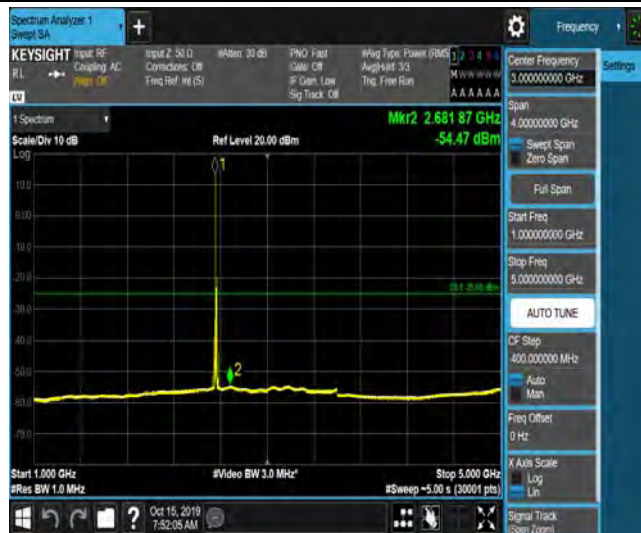 Spectrum Analyzer 1
Swept SA
+
Frequency
KEYSIGHT
RL
LV
Input: RF
Coupling: AC
Align: Off
Input Z: 50 Ω
Corrections: Off
Freq Ref: Int (S)
#Atten: 30 dB
PNO: Fast
Gate: Off
IF Gain: Low
Sig Track: Off
#Avg Type: Power (RMS)
Avg|Hold: 3/3
Trig: Free Run
1 2 3 4 5 6
M W W W W W
A A A A A A
1 Spectrum
Scale/Div 10 dB
Log
Ref Level 20.00 dBm
Mkr2 2.681 87 GHz
-54.47 dBm
1
2
10.0
0.00
-10.0
-20.0
-40.0
-50.0
-60.0
-70.0
Start 1.000 GHz
#Res BW 1.0 MHz
#Video BW 3.0 MHz*
Stop 5.000 GHz
#Sweep ~5.00 s (30001 pts)
?
Oct 15, 2019
7:52:05 AM
Settings
Center Frequency
3.000000000 GHz
Span
4.00000000 GHz
Swept Span
Zero Span
Full Span
Start Freq
1.000000000 GHz
Stop Freq
5.000000000 GHz
AUTO TUNE
CF Step
400.000000 MHz
Auto
Man
Freq Offset
0 Hz
X Axis Scale
Log
Lin
Signal Track
(Span Zoom)